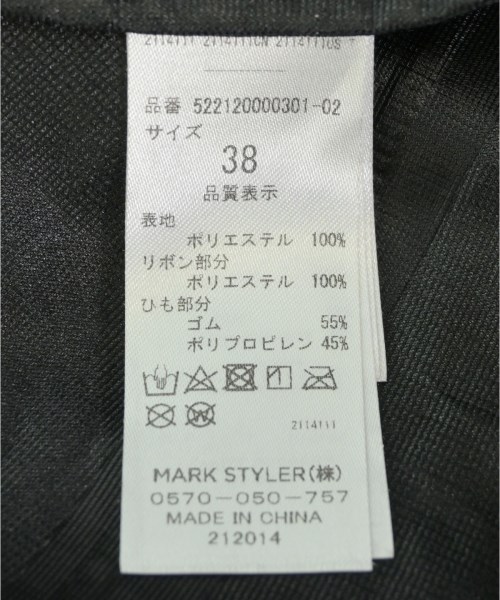 2114111 2114111CN 2114111OS
品番 522120000301-02
サイズ
38
品質表示
表地
ポリエステル 100%
リボン部分
ポリエステル 100%
ひも部分
ゴム 55%
ポリプロピレン 45%
2114111
MARK STYLER(株)
0570-050-757
MADE IN CHINA
212014